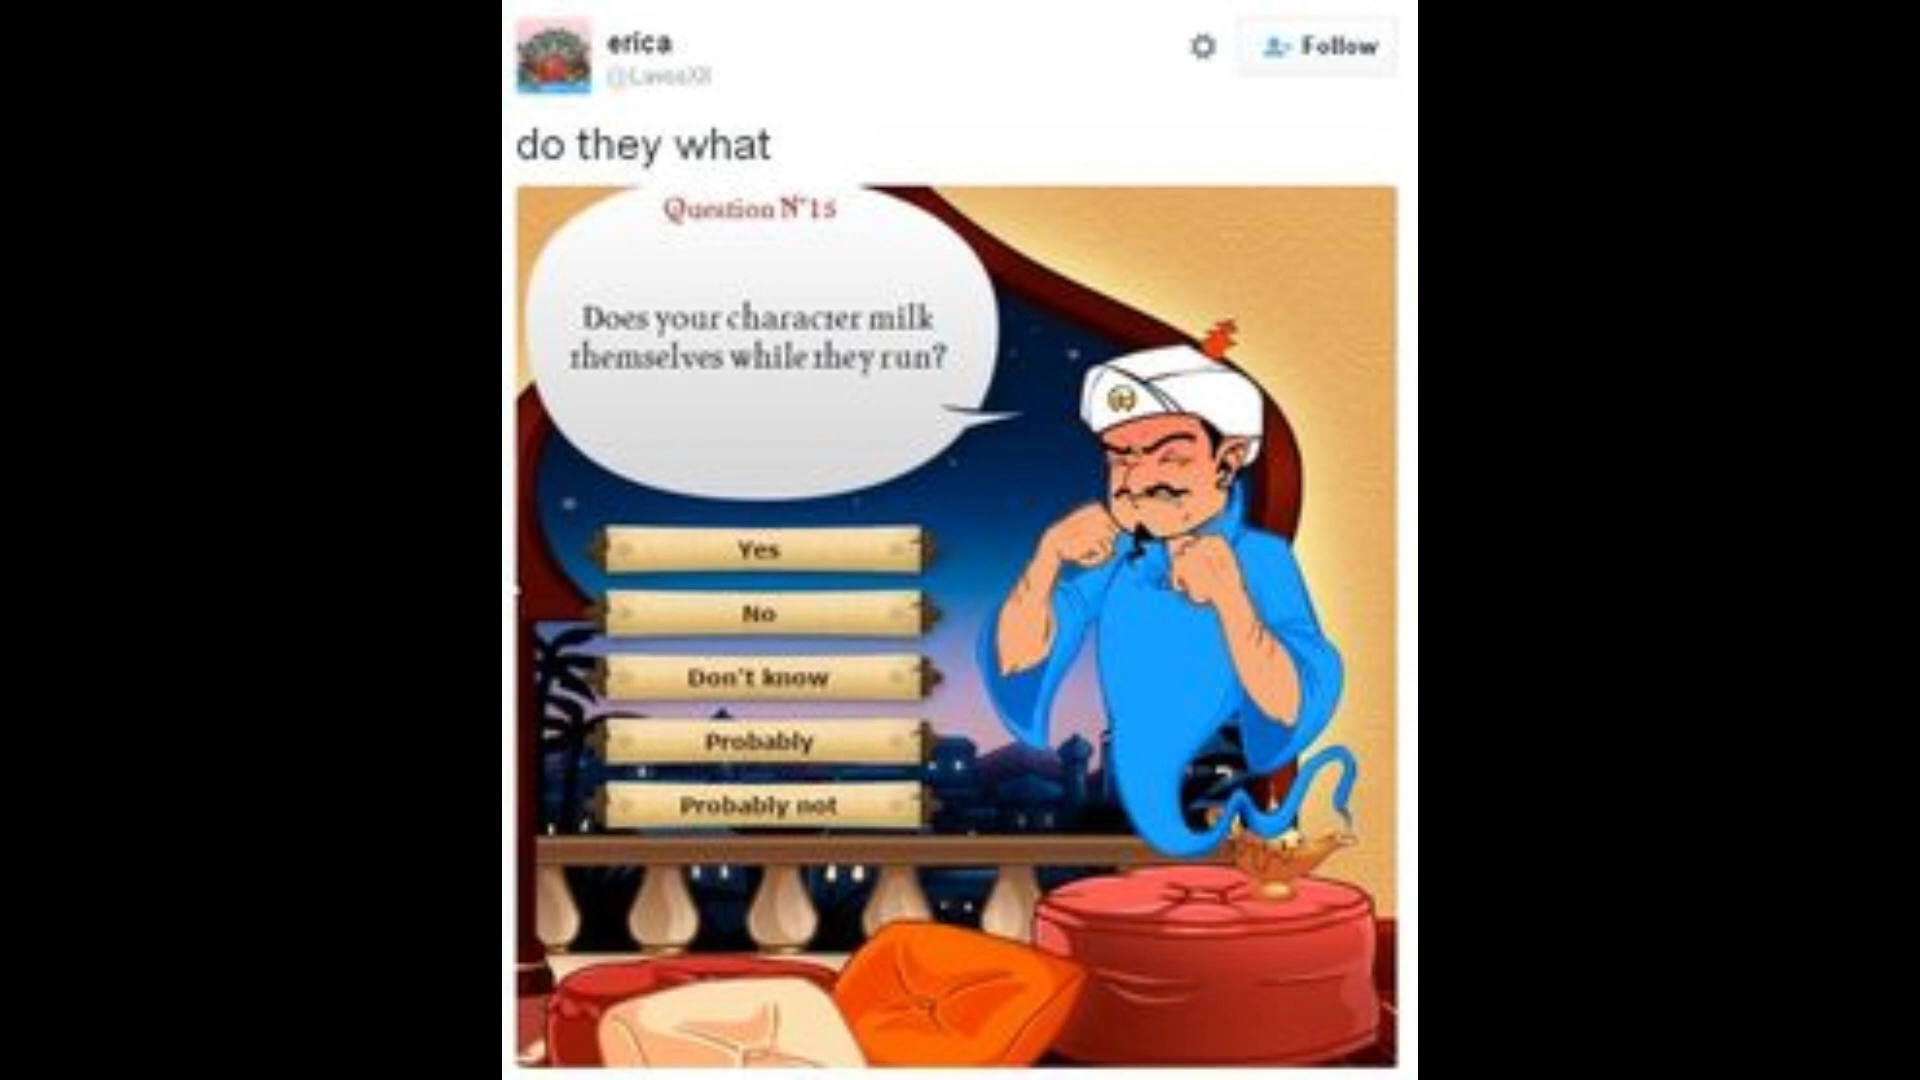 erica
Follow
do they what
Question N°15
Does your character milk
themselves while they run?
Yes
No
Don't know
Probably
Probably not